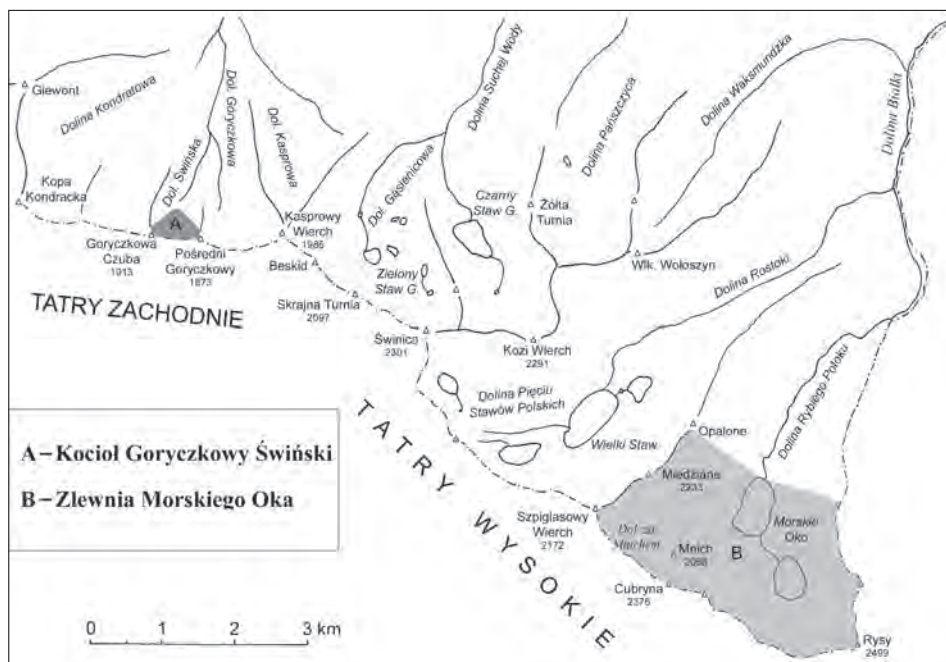 Giewont
Dolina Kondratowa
Kopa
Kondracka
Dol. Świńska
Dol. Goryczkowa
Dol. Kasprowa
A
Goryczkowa
Czuba
1913
Pośredni
Goryczkowy
1873
Kasprowy
Wierch
1986
Beskid
Skrajna Turnia
2097
TATRY ZACHODNIE
Dol. Gąsienicowa
Dolina Suchej Wody
Czarny
Staw G.
Zielony
Staw G.
Dolina Pańszczyca
Żółta
Turnia
Dolina Waksmundzka
Dolina Białki
Wlk. Wołoszyn
Dolina Roztoki
Świnica
2301
Kozi Wierch
2291
Dolina Pięciu
Stawów Polskich
Wielki Staw
Dolina Rybiego Potoku
TATRY WYSOKIE
Opalone
Miedziane
2233
Szpiglasowy
Wierch
2172
Dol. za
Mnichem
Mnich
2068
B
Morskie
Oko
Cubryna
2376
Rysy
2499
A – Kocioł Goryczkowy Świński
B – Zlewnia Morskiego Oka
0 1 2 3 km